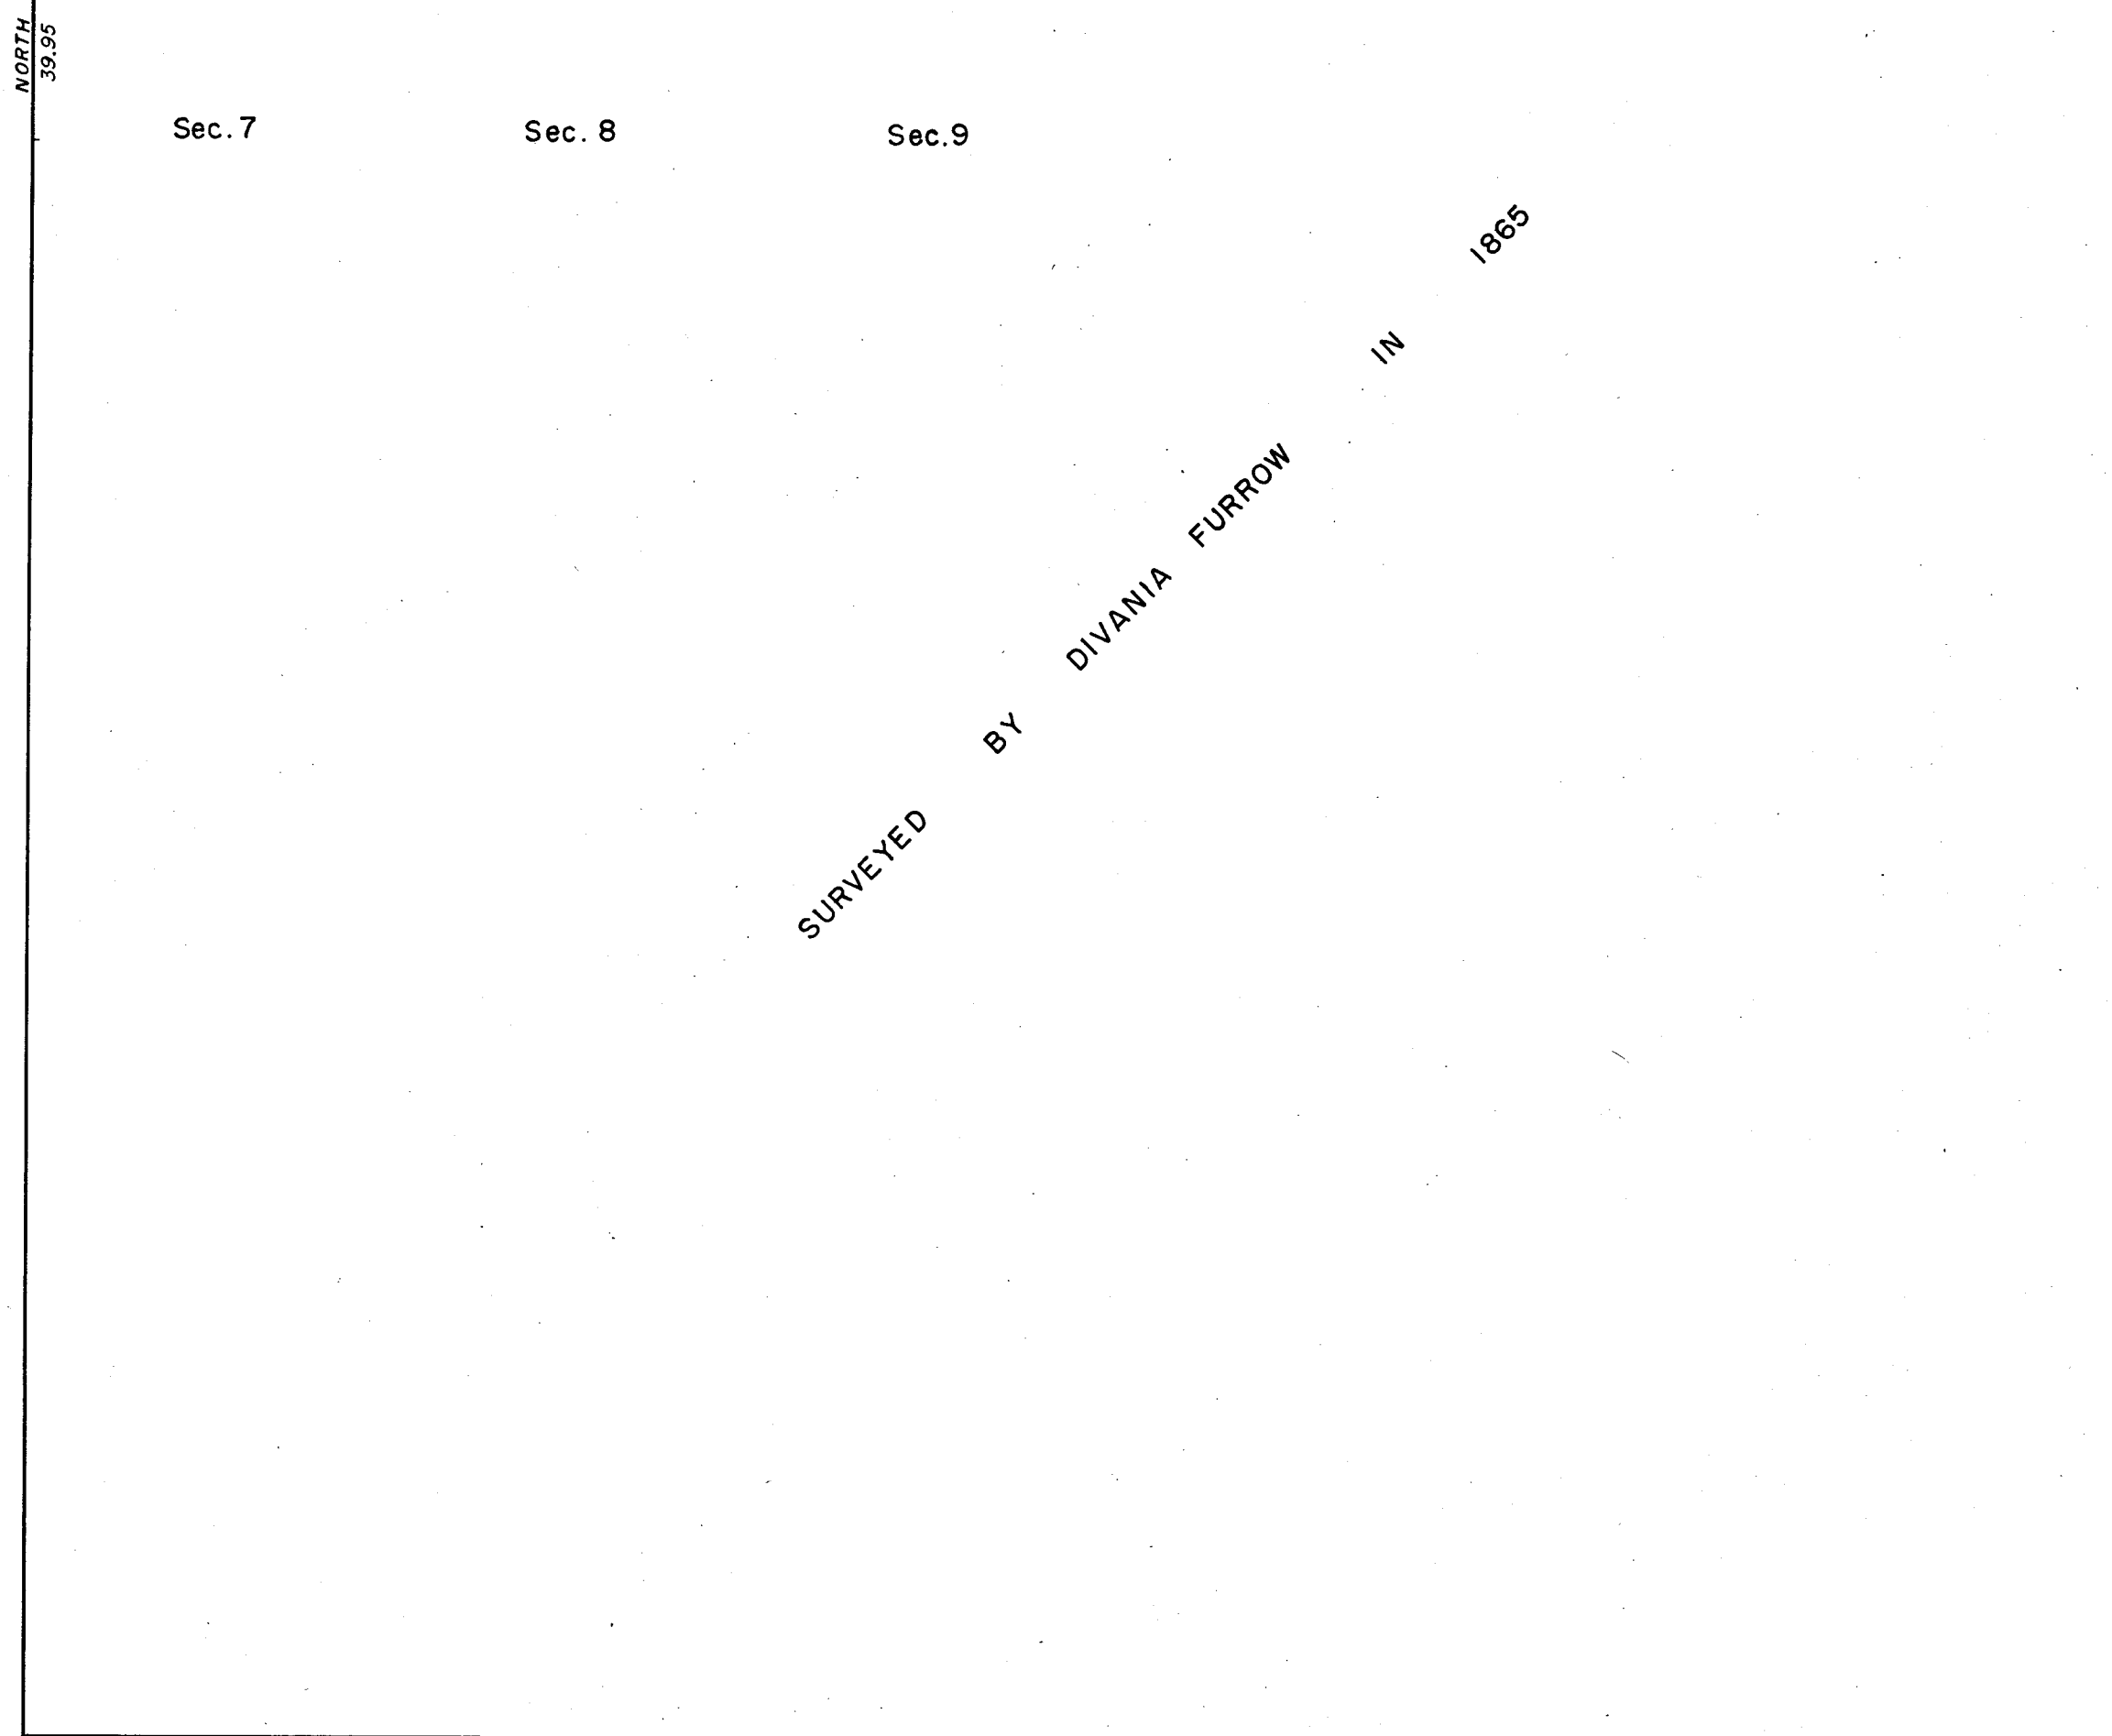 NORTH
39.95
Sec. 7
Sec. 8
Sec. 9
SURVEYED BY DIVANIA FURROW IN 1865